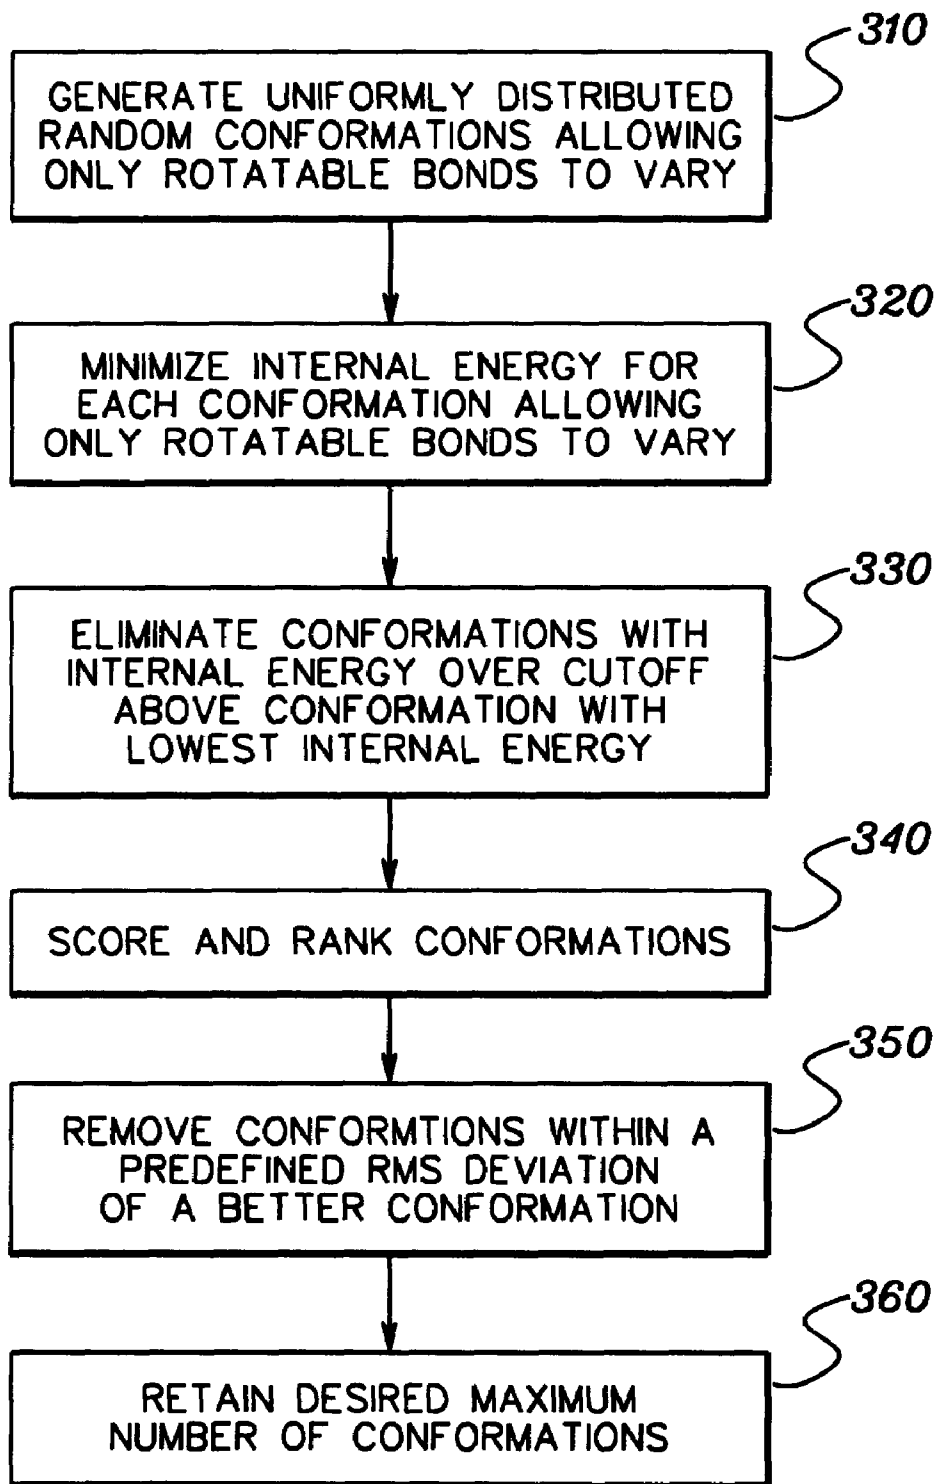 310
GENERATE UNIFORMLY DISTRIBUTED
RANDOM CONFORMATIONS ALLOWING
ONLY ROTATABLE BONDS TO VARY
320
MINIMIZE INTERNAL ENERGY FOR
EACH CONFORMATION ALLOWING
ONLY ROTATABLE BONDS TO VARY
330
ELIMINATE CONFORMATIONS WITH
INTERNAL ENERGY OVER CUTOFF
ABOVE CONFORMATION WITH
LOWEST INTERNAL ENERGY
340
SCORE AND RANK CONFORMATIONS
350
REMOVE CONFORMTIONS WITHIN A
PREDEFINED RMS DEVIATION
OF A BETTER CONFORMATION
360
RETAIN DESIRED MAXIMUM
NUMBER OF CONFORMATIONS